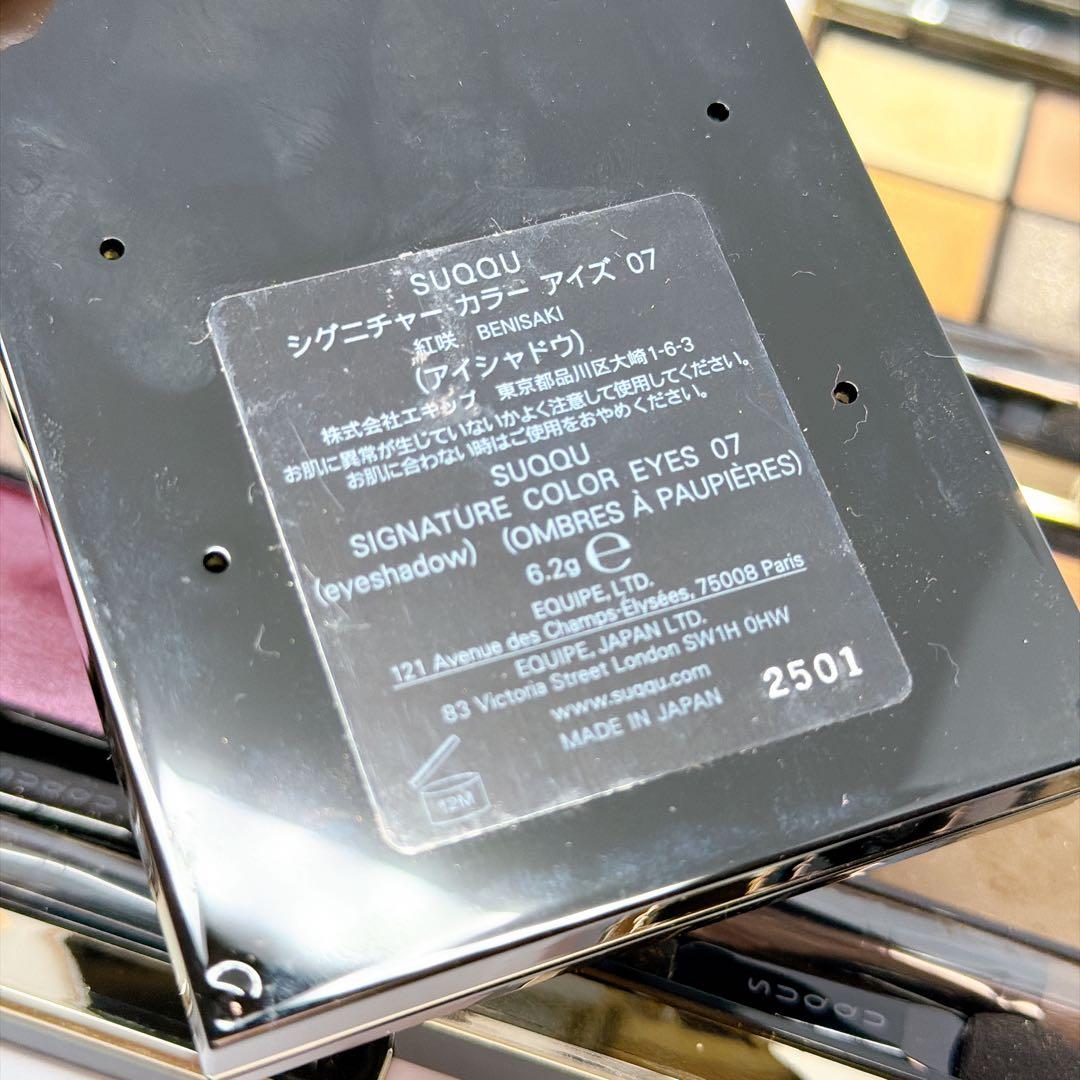 SUQQU
シグニチャー カラー アイズ 07
紅咲 BENISAKI
(アイシャドウ)
株式会社エキップ 東京都品川区大崎1-6-3
お肌に異常が生じていないかよく注意して使用してください。
お肌に合わない時はご使用をおやめください。
SUQQU
SIGNATURE COLOR EYES 07
(eyeshadow) (OMBRES À PAUPIÈRES)
6.2g ℮
EQUIPE, LTD.
121 Avenue des Champs-Élysées, 75008 Paris
EQUIPE, JAPAN LTD.
83 Victoria Street London SW1H 0HW
www.suqqu.com
MADE IN JAPAN
2501
12M
suqqu
suqqu